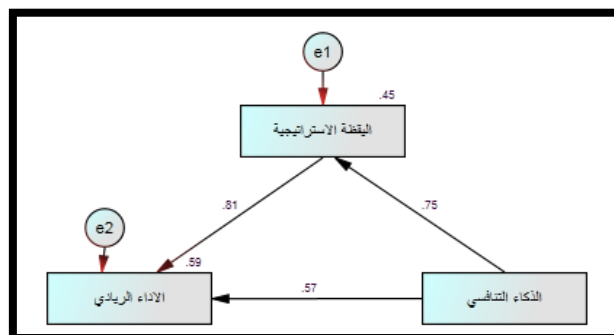 e1
.45
اليقظة الاستراتيجية
.81
.75
e2
.59
الاداء الريادي
.57
الذكاء التنافسي